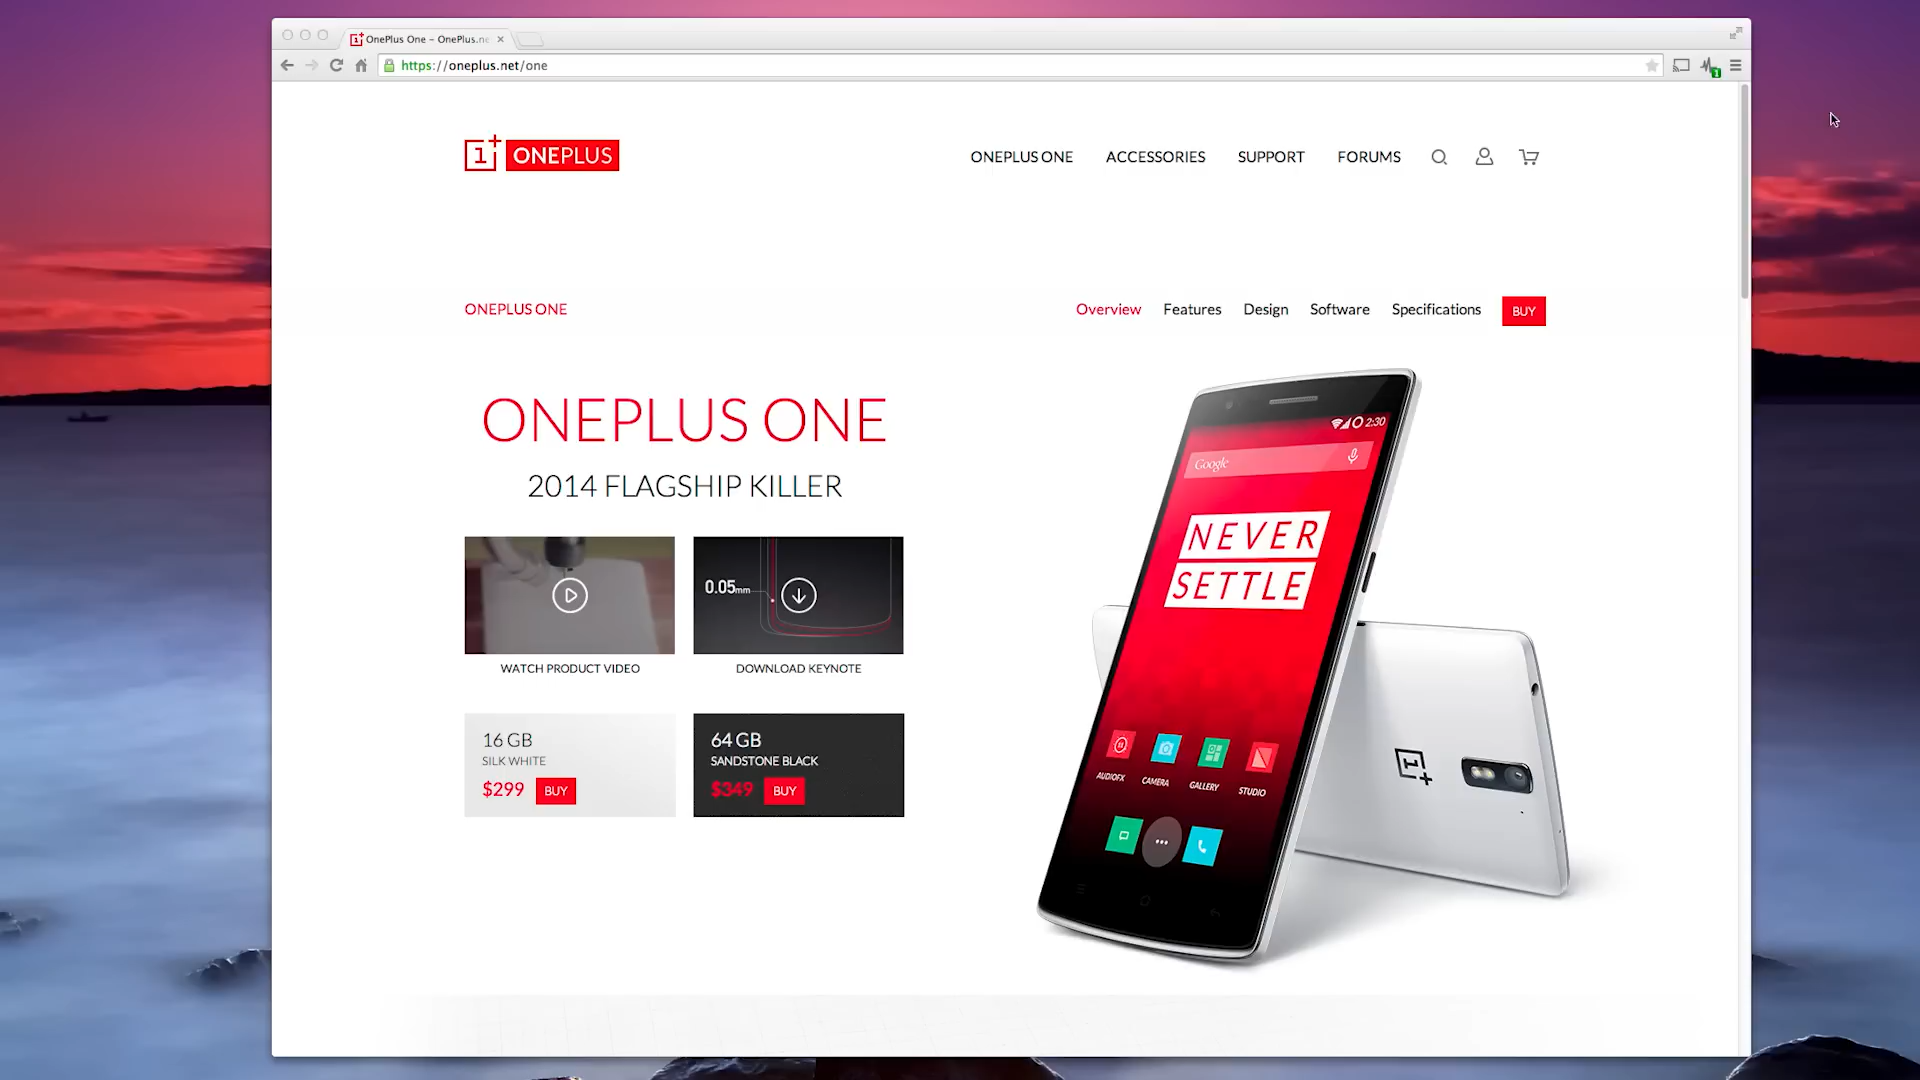 OnePlus One – OnePlus.ne
https://oneplus.net/one
1+ ONEPLUS
ONEPLUS ONE ACCESSORIES SUPPORT FORUMS
ONEPLUS ONE
Overview Features Design Software Specifications BUY
ONEPLUS ONE
2014 FLAGSHIP KILLER
0.05mm
WATCH PRODUCT VIDEO
DOWNLOAD KEYNOTE
16 GB
SILK WHITE
$299 BUY
64 GB
SANDSTONE BLACK
$349 BUY
2:30
Google
NEVER
SETTLE
AUDIOFX CAMERA GALLERY STUDIO
1+